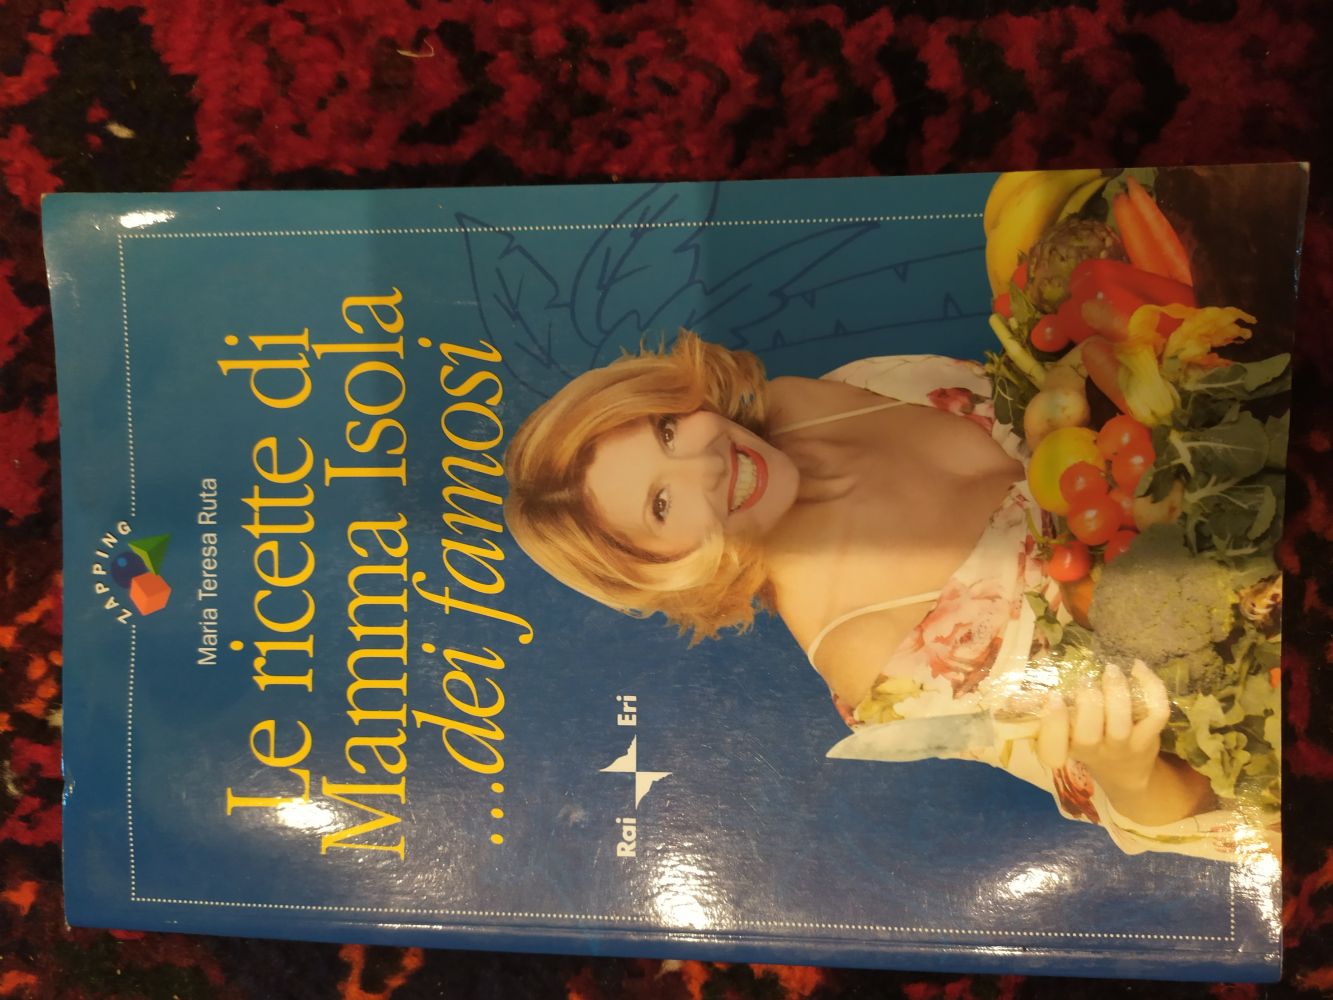 ZAPPING
Maria Teresa Ruta
Le ricette di
Mamma Isola
...dei famosi
Rai Eri